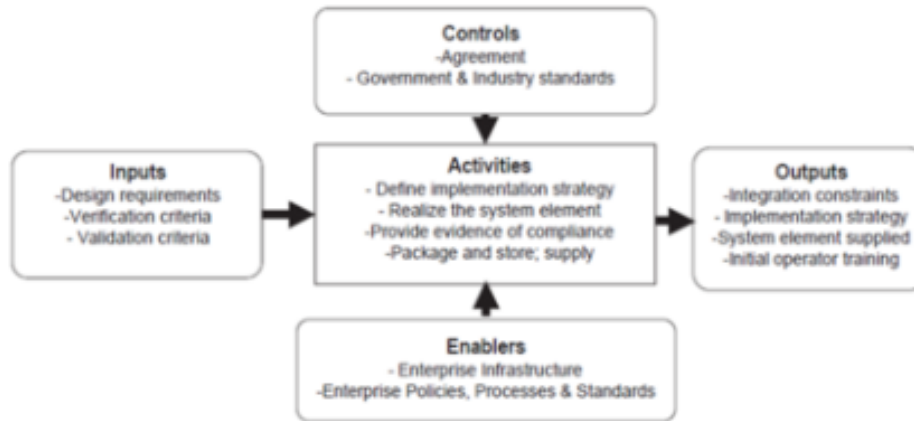 Controls
-Agreement
- Government & Industry standards
Inputs
-Design requirements
-Verification criteria
- Validation criteria
Activities
- Define implementation strategy
- Realize the system element
-Provide evidence of compliance
-Package and store; supply
Outputs
-Integration constraints
- Implementation strategy
-System element supplied
-Initial operator training
Enablers
- Enterprise Infrastructure
-Enterprise Policies, Processes & Standards